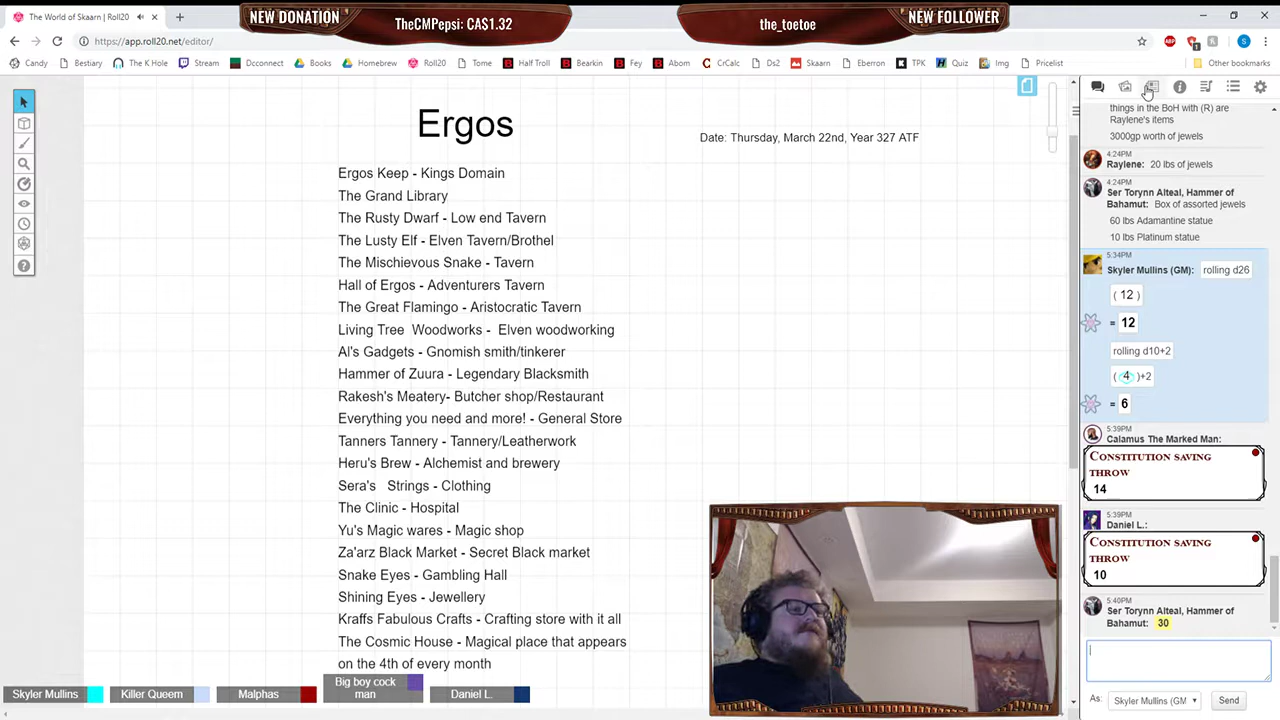 The World of Skaarn | Roll20
NEW DONATION
TheCMPepsi: CA$1.32
the_toetoe
NEW FOLLOWER
https://app.roll20.net/editor/
Candy
Bestiary
The K Hole
Stream
Dcconnect
Books
Homebrew
Roll20
Tome
Half Troll
Bearkin
Fey
Abom
CrCalc
Ds2
Skaarn
Eberron
TPK
Quiz
Img
Pricelist
Other bookmarks
Ergos
Date: Thursday, March 22nd, Year 327 ATF
Ergos Keep - Kings Domain
The Grand Library
The Rusty Dwarf - Low end Tavern
The Lusty Elf - Elven Tavern/Brothel
The Mischievous Snake - Tavern
Hall of Ergos - Adventurers Tavern
The Great Flamingo - Aristocratic Tavern
Living Tree Woodworks - Elven woodworking
Al's Gadgets - Gnomish smith/tinkerer
Hammer of Zuura - Legendary Blacksmith
Rakesh's Meatery- Butcher shop/Restaurant
Everything you need and more! - General Store
Tanners Tannery - Tannery/Leatherwork
Heru's Brew - Alchemist and brewery
Sera's Strings - Clothing
The Clinic - Hospital
Yu's Magic wares - Magic shop
Za'arz Black Market - Secret Black market
Snake Eyes - Gambling Hall
Shining Eyes - Jewellery
Kraffs Fabulous Crafts - Crafting store with it all
The Cosmic House - Magical place that appears
on the 4th of every month
Skyler Mullins
Killer Queem
Malphas
Big boy cock
man
Daniel L.
things in the BoH with (R) are
Raylene's items
3000gp worth of jewels
4:24PM
Raylene: 20 lbs of jewels
4:24PM
Ser Torynn Alteal, Hammer of
Bahamut: Box of assorted jewels
60 lbs Adamantine statue
10 lbs Platinum statue
5:34PM
Skyler Mullins (GM): rolling d26
( 12 )
= 12
rolling d10+2
( 4 )+2
= 6
5:39PM
Calamus The Marked Man:
CONSTITUTION SAVING
THROW
14
5:39PM
Daniel L.:
CONSTITUTION SAVING
THROW
10
5:40PM
Ser Torynn Alteal, Hammer of
Bahamut: 30
As: Skyler Mullins (GM
Send